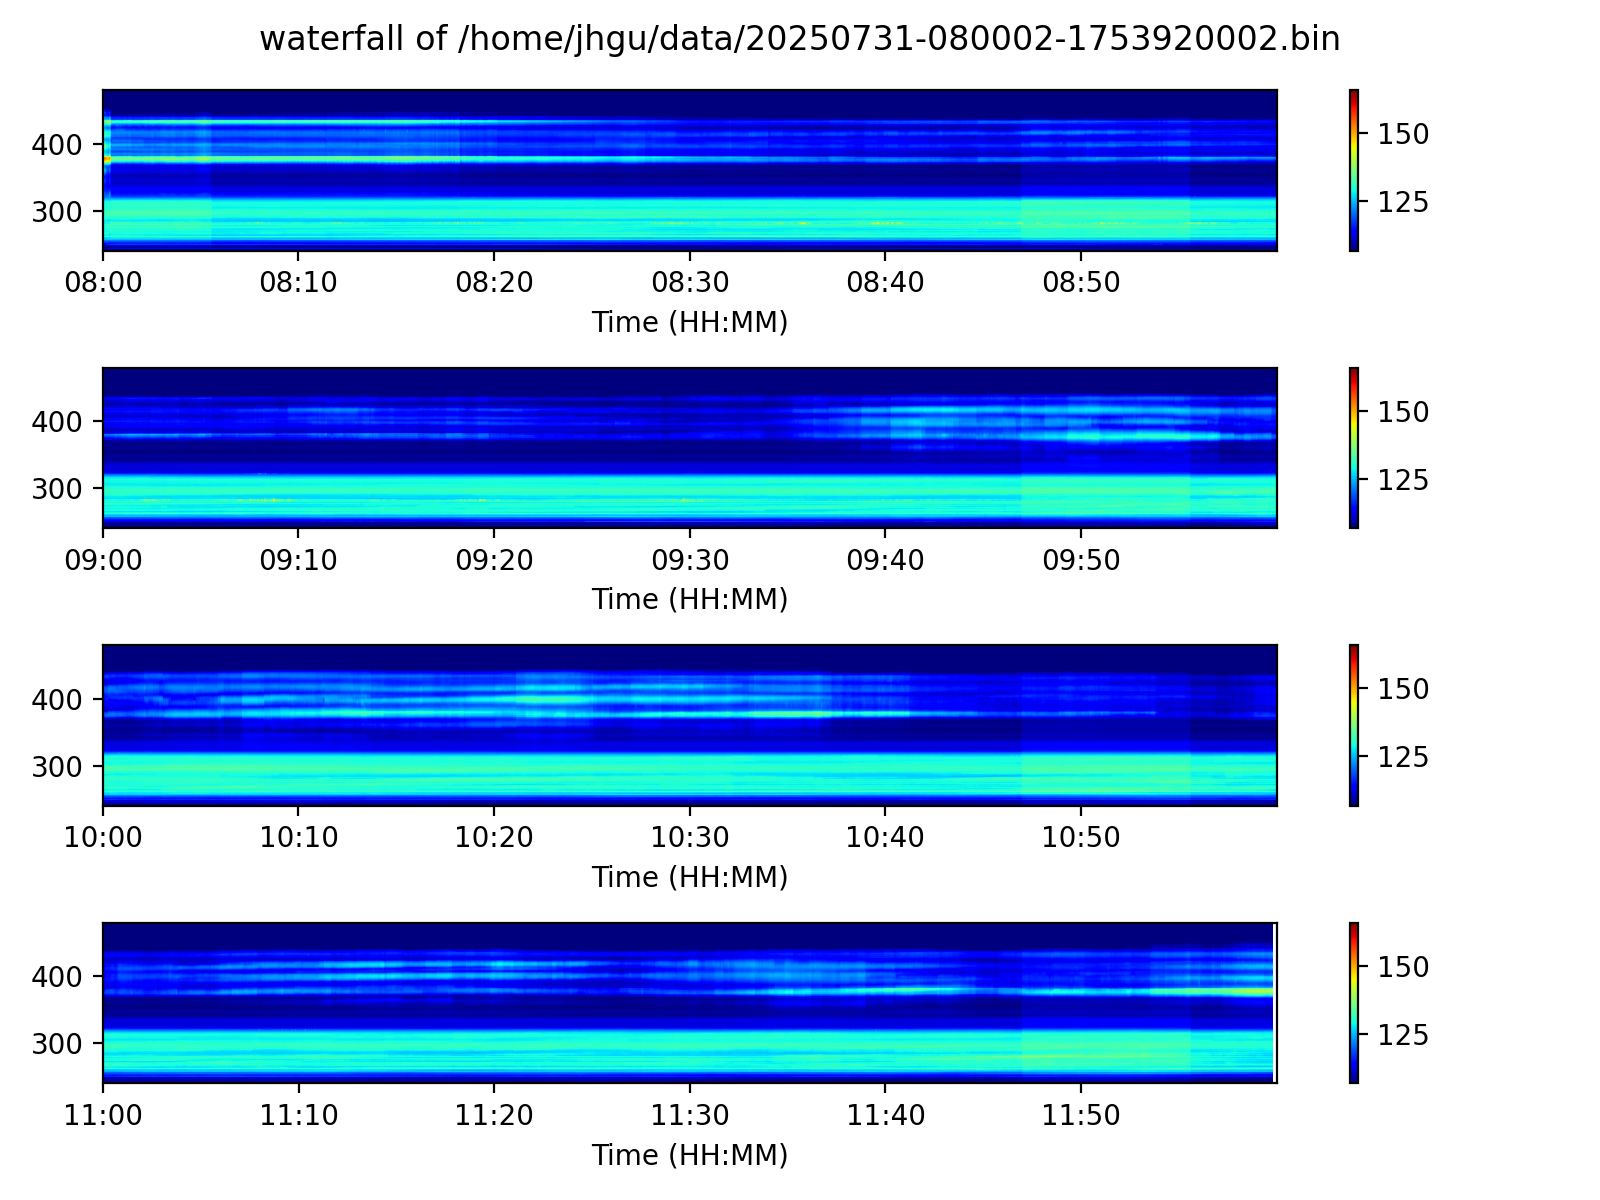 waterfall of /home/jhgu/data/20250731-080002-1753920002.bin
400
300
150
125
08:00 08:10 08:20 08:30 08:40 08:50
Time (HH:MM)
400
300
150
125
09:00 09:10 09:20 09:30 09:40 09:50
Time (HH:MM)
400
300
150
125
10:00 10:10 10:20 10:30 10:40 10:50
Time (HH:MM)
400
300
150
125
11:00 11:10 11:20 11:30 11:40 11:50
Time (HH:MM)